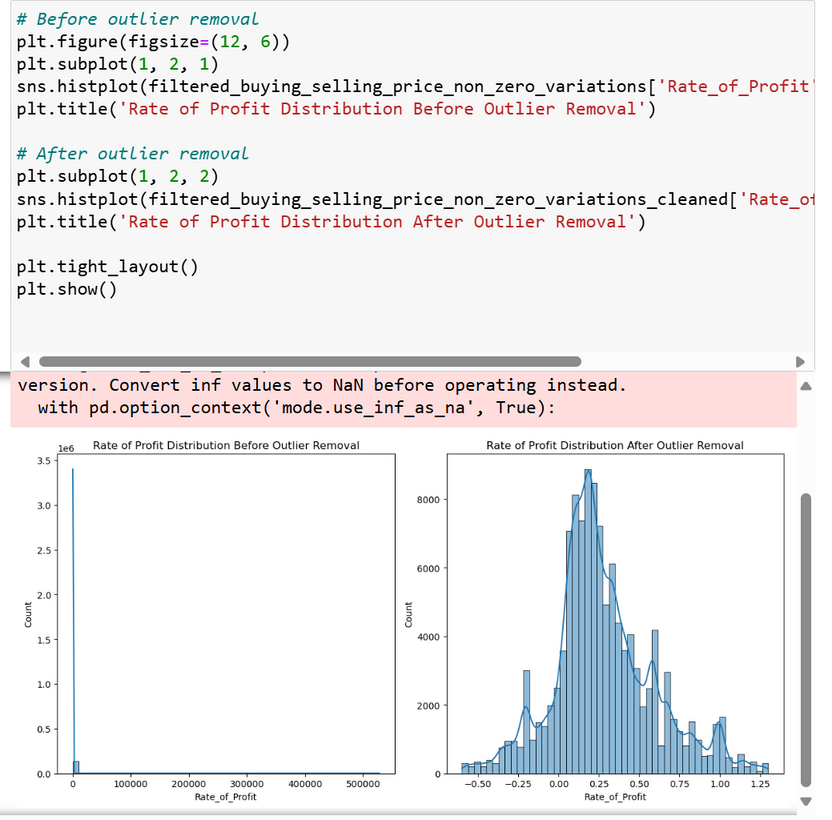 # Before outlier removal
plt.figure(figsize=(12, 6))
plt.subplot(1, 2, 1)
sns.histplot(filtered_buying_selling_price_non_zero_variations['Rate_of_Profit'
plt.title('Rate of Profit Distribution Before Outlier Removal')
# After outlier removal
plt.subplot(1, 2, 2)
sns.histplot(filtered_buying_selling_price_non_zero_variations_cleaned['Rate_of
plt.title('Rate of Profit Distribution After Outlier Removal')
plt.tight_layout()
plt.show()
version. Convert inf values to NaN before operating instead.
with pd.option_context('mode.use_inf_as_na', True):
Rate of Profit Distribution Before Outlier Removal
1e6
3.5
3.0
2.5
2.0
1.5
1.0
0.5
0.0
Count
0 100000 200000 300000 400000 500000
Rate_of_Profit
Rate of Profit Distribution After Outlier Removal
8000
6000
4000
2000
0
Count
−0.50 −0.25 0.00 0.25 0.50 0.75 1.00 1.25
Rate_of_Profit